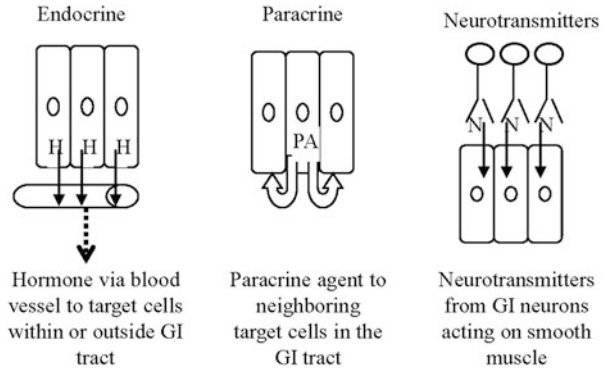 Endocrine
H H H
Hormone via blood
vessel to target cells
within or outside GI
tract
Paracrine
PA
Paracrine agent to
neighboring
target cells in the
GI tract
Neurotransmitters
N N N
Neurotransmitters
from GI neurons
acting on smooth
muscle